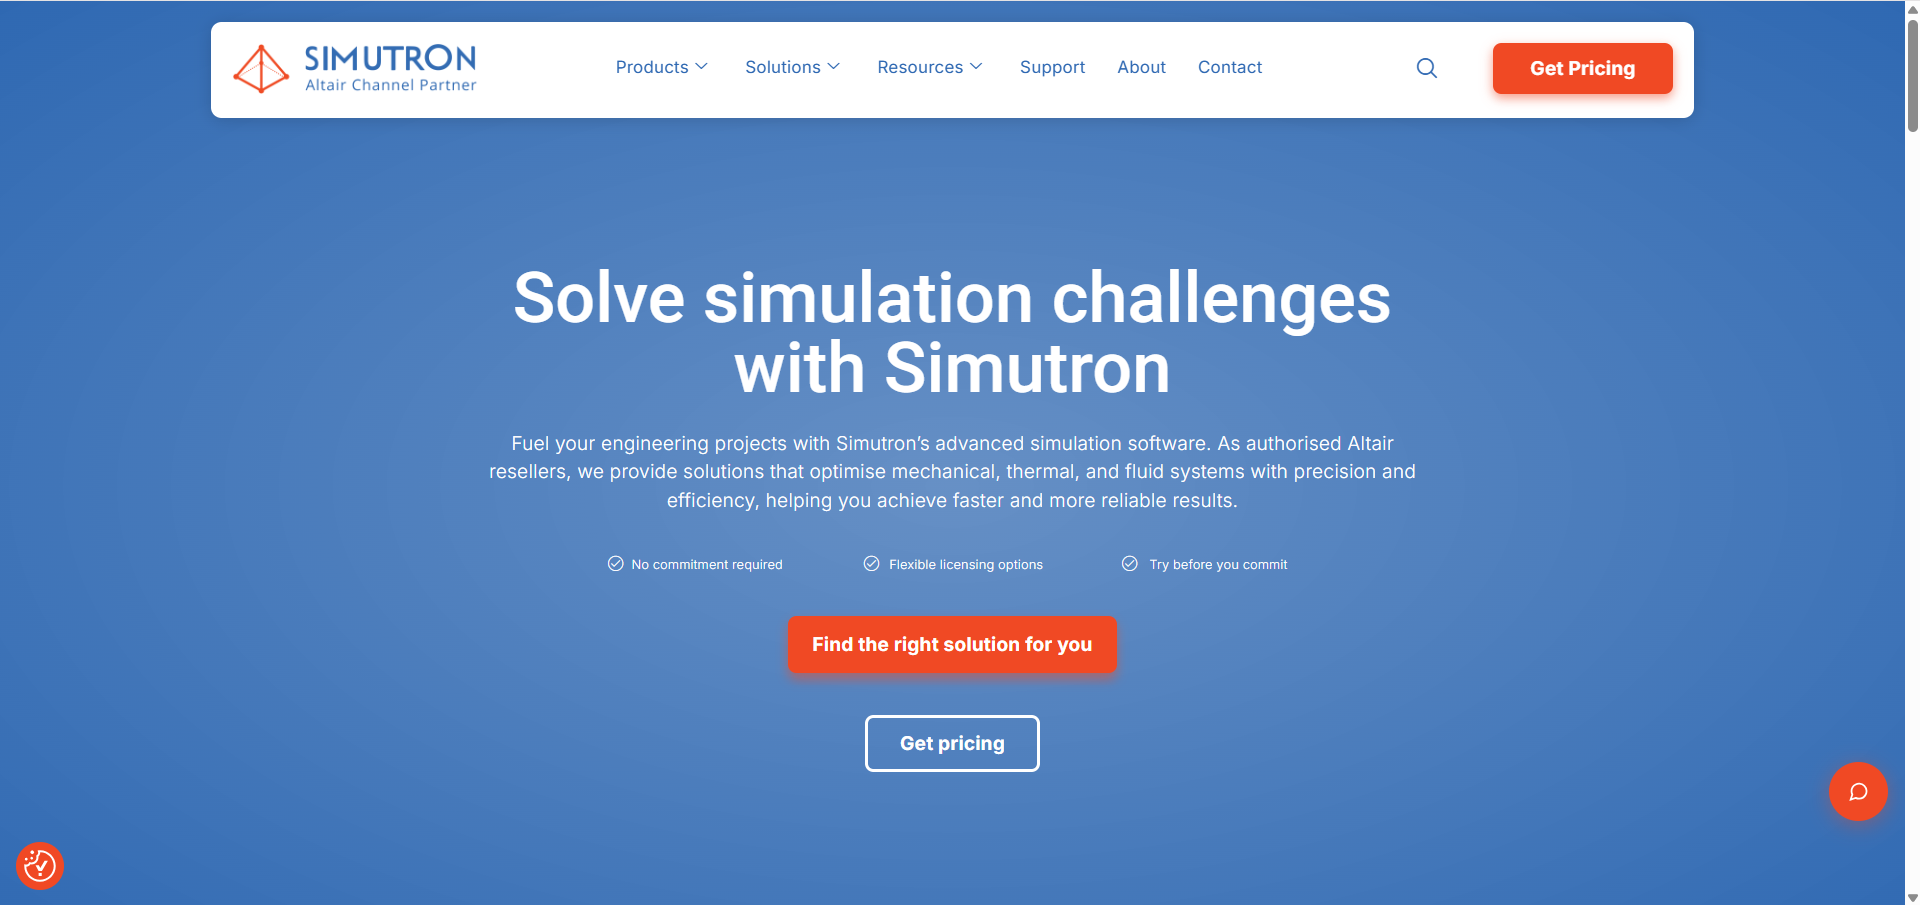 SIMUTRON
Altair Channel Partner
Products
Solutions
Resources
Support
About
Contact
Get Pricing
Solve simulation challenges
with Simutron
Fuel your engineering projects with Simutron’s advanced simulation software. As authorised Altair
resellers, we provide solutions that optimise mechanical, thermal, and fluid systems with precision and
efficiency, helping you achieve faster and more reliable results.
No commitment required
Flexible licensing options
Try before you commit
Find the right solution for you
Get pricing